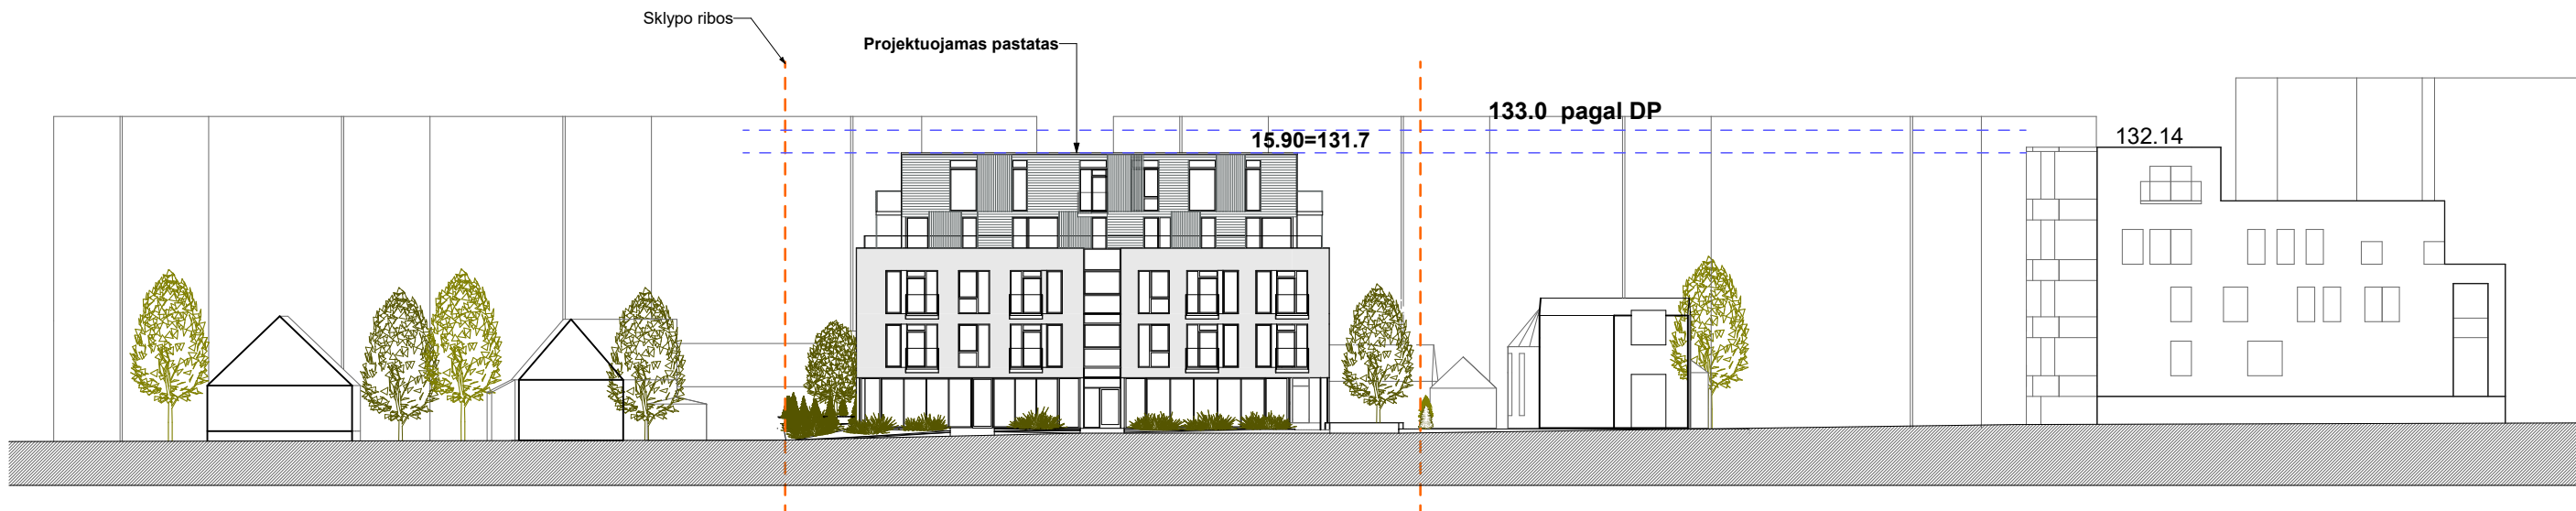 Sklypo ribos
Projektuojamas pastatas
133.0 pagal DP
15.90=131.7
132.14